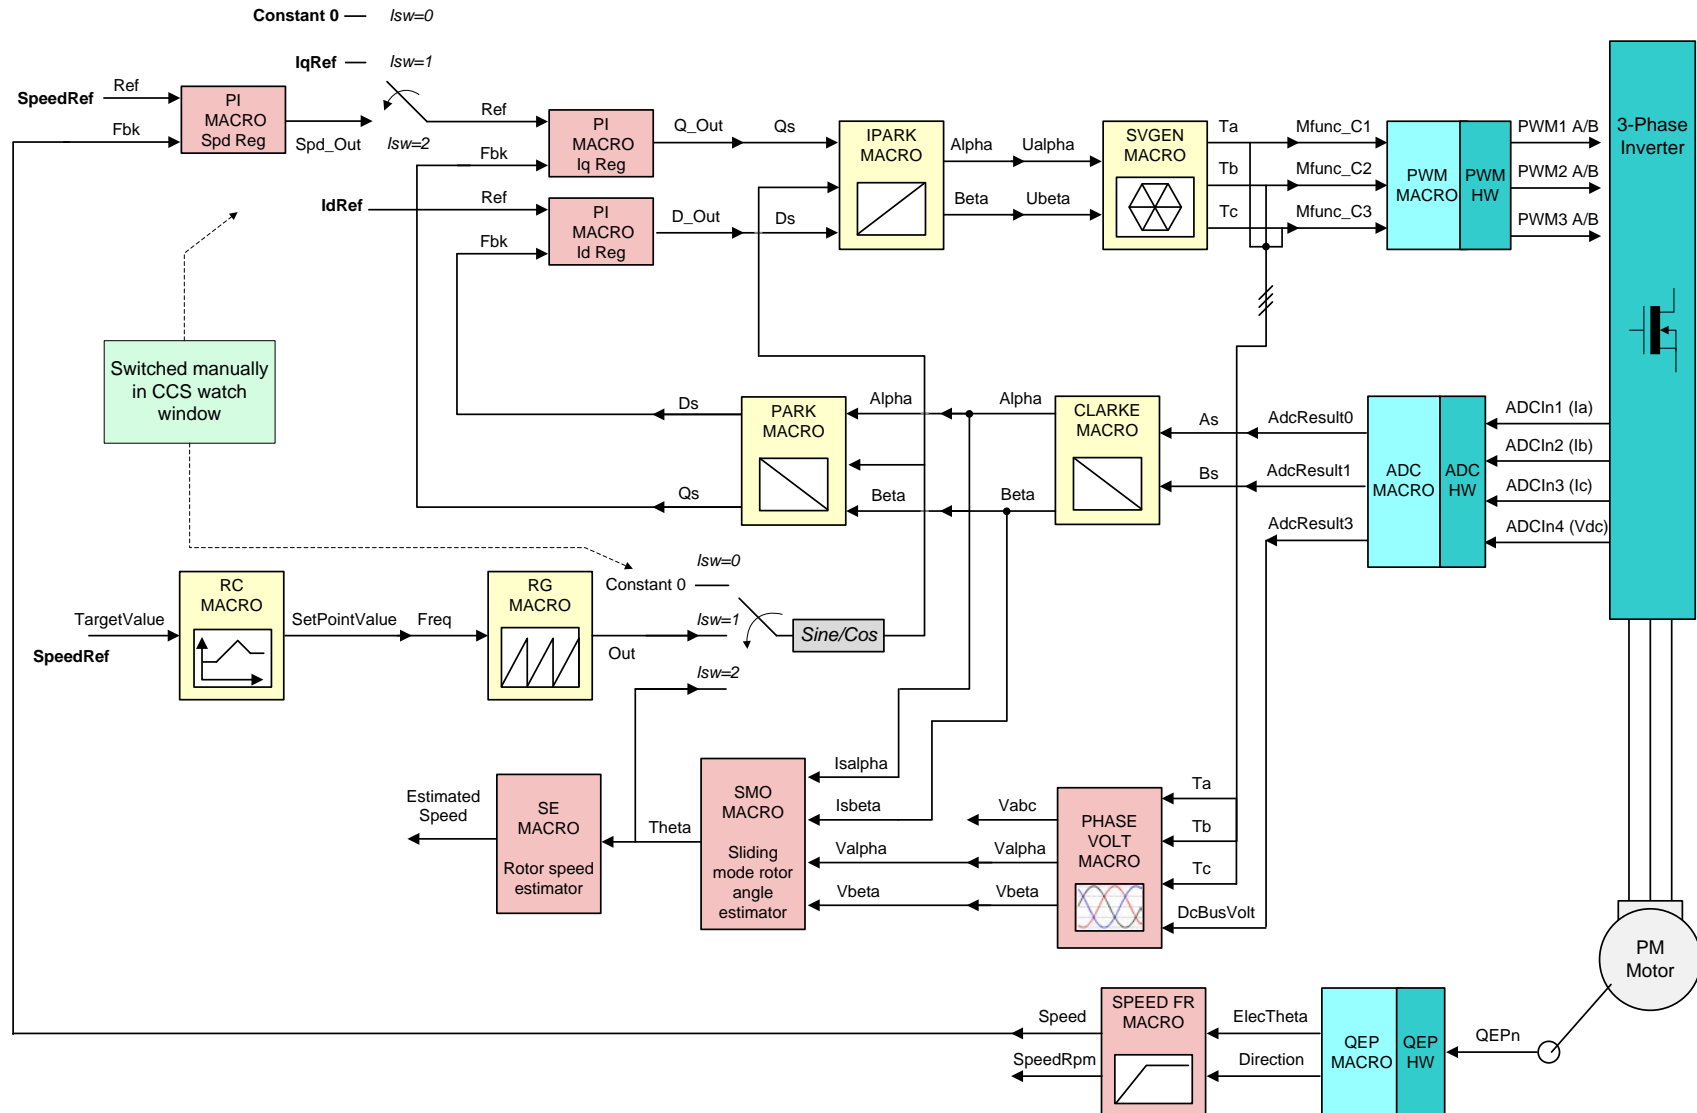 Constant 0
Isw=0
IqRef
Isw=1
SpeedRef
Ref
Fbk
PI
MACRO
Spd Reg
Spd_Out
Isw=2
Ref
Fbk
PI
MACRO
Iq Reg
Q_Out
Qs
IdRef
Ref
Fbk
PI
MACRO
Id Reg
D_Out
Ds
IPARK
MACRO
Alpha
Ualpha
Beta
Ubeta
SVGEN
MACRO
Ta
Mfunc_C1
Tb
Mfunc_C2
Tc
Mfunc_C3
PWM
MACRO
PWM
HW
PWM1 A/B
PWM2 A/B
PWM3 A/B
3-Phase
Inverter
Switched manually
in CCS watch
window
Ds
Qs
PARK
MACRO
Alpha
Alpha
Beta
Beta
CLARKE
MACRO
As
AdcResult0
Bs
AdcResult1
AdcResult3
ADC
MACRO
ADC
HW
ADCIn1 (Ia)
ADCIn2 (Ib)
ADCIn3 (Ic)
ADCIn4 (Vdc)
TargetValue
SpeedRef
RC
MACRO
SetPointValue
Freq
RG
MACRO
Out
Isw=0
Constant 0
Isw=1
Isw=2
Sine/Cos
Estimated
Speed
SE
MACRO
Rotor speed
estimator
Theta
SMO
MACRO
Sliding
mode rotor
angle
estimator
Isalpha
Isbeta
Valpha
Vbeta
Vabc
Valpha
Vbeta
PHASE
VOLT
MACRO
Ta
Tb
Tc
DcBusVolt
PM
Motor
Speed
SpeedRpm
SPEED FR
MACRO
ElecTheta
Direction
QEP
MACRO
QEP
HW
QEPn